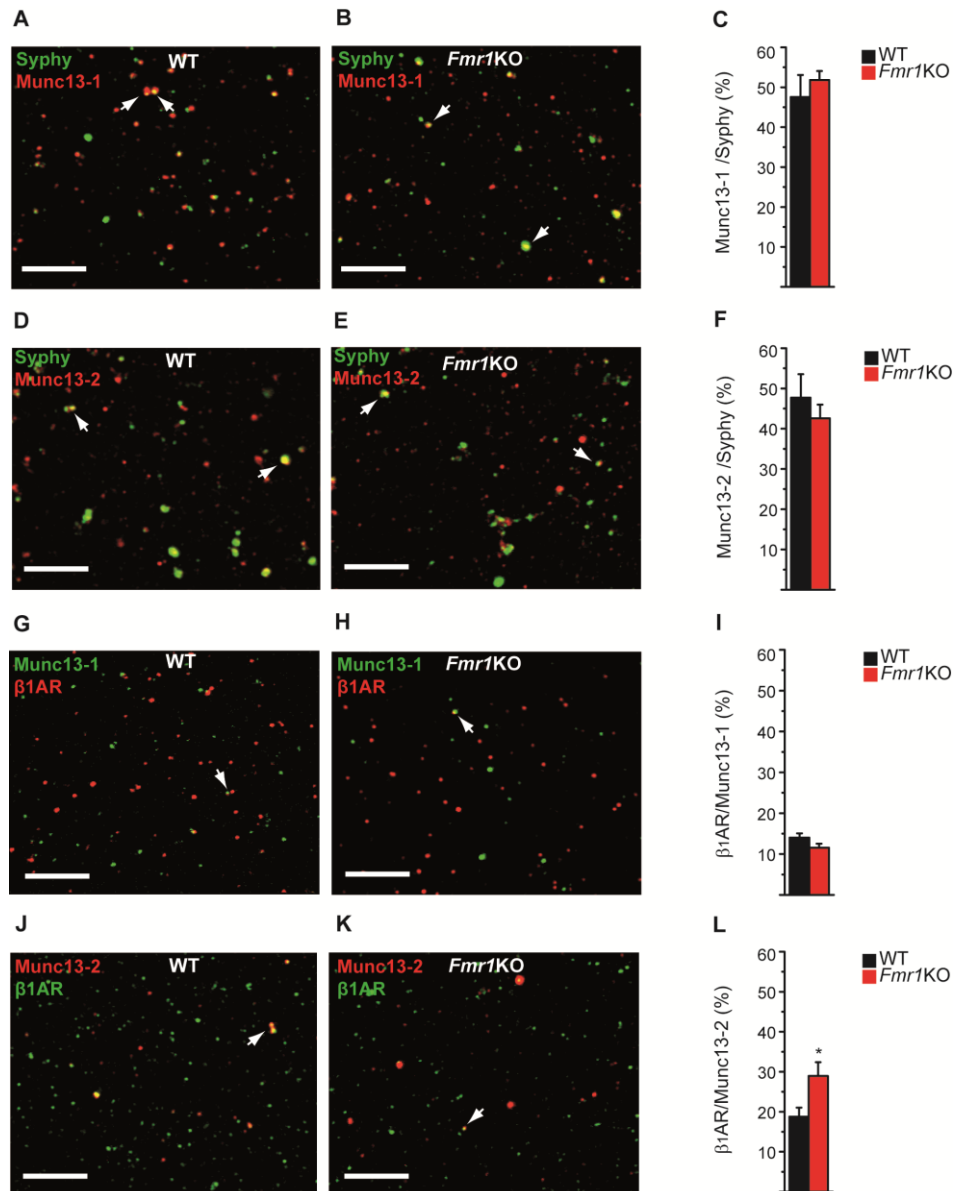 A
Syphy
WT
Munc13-1
B
Syphy
Fmr1KO
Munc13-1
C
WT
Fmr1KO
Munc13-1 /Syphy (%)
60
50
40
30
20
10
D
Syphy
WT
Munc13-2
E
Syphy
Fmr1KO
Munc13-2
F
WT
Fmr1KO
Munc13-2 /Syphy (%)
60
50
40
30
20
10
G
Munc13-1
WT
β1AR
H
Munc13-1
Fmr1KO
β1AR
I
WT
Fmr1KO
β1AR/Munc13-1 (%)
60
50
40
30
20
10
J
Munc13-2
WT
β1AR
K
Munc13-2
Fmr1KO
β1AR
L
WT
Fmr1KO
β1AR/Munc13-2 (%)
60
50
40
30
20
10
*